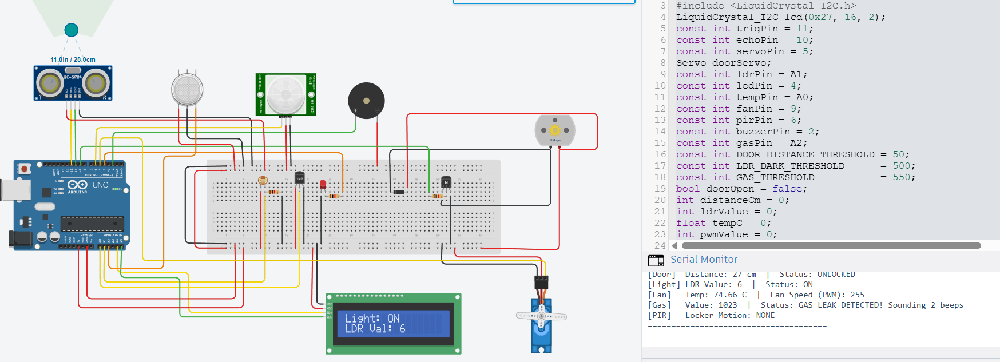 11.0in / 28.0cm
HC-SR04
T
R
+
−
1132 rpm
TMP
N
DIGITAL (PWM~)
UNO
ARDUINO
ON
POWER
ANALOG IN
GND
VCC
SDA
SCL
Light: ON
LDR Val: 6
3 #include <LiquidCrystal_I2C.h>
4 LiquidCrystal_I2C lcd(0x27, 16, 2);
5 const int trigPin = 11;
6 const int echoPin = 10;
7 const int servoPin = 5;
8 Servo doorServo;
9 const int ldrPin = A1;
10 const int ledPin = 4;
11 const int tempPin = A0;
12 const int fanPin = 9;
13 const int pirPin = 6;
14 const int buzzerPin = 2;
15 const int gasPin = A2;
16 const int DOOR_DISTANCE_THRESHOLD = 50;
17 const int LDR_DARK_THRESHOLD      = 500;
18 const int GAS_THRESHOLD           = 550;
19 bool doorOpen = false;
20 int distanceCm = 0;
21 int ldrValue = 0;
22 float tempC = 0;
23 int pwmValue = 0;
24
Serial Monitor
[Door]  Distance: 27 cm  |  Status: UNLOCKED
[Light] LDR Value: 6  |  Status: ON
[Fan]   Temp: 74.66 C  |  Fan Speed (PWM): 255
[Gas]   Value: 1023  |  Status: GAS LEAK DETECTED! Sounding 2 beeps
[PIR]   Locker Motion: NONE
======================================